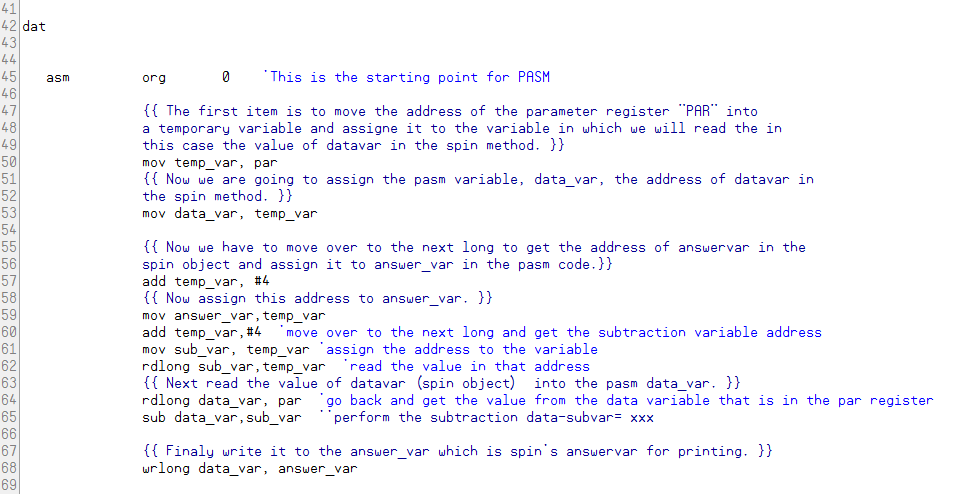 41
42 dat
43
44
45 asm org 0 'This is the starting point for PASM
46
47 {{ The first item is to move the address of the parameter register "PAR" into
48 a temporary variable and assigne it to the variable in which we will read the in
49 this case the value of datavar in the spin method. }}
50 mov temp_var, par
51 {{ Now we are going to assign the pasm variable, data_var, the address of datavar in
52 the spin method. }}
53 mov data_var, temp_var
54
55 {{ Now we have to move over to the next long to get the address of answervar in the
56 spin object and assign it to answer_var in the pasm code.}}
57 add temp_var, #4
58 {{ Now assign this address to answer_var. }}
59 mov answer_var,temp_var
60 add temp_var,#4 'move over to the next long and get the subtraction variable address
61 mov sub_var, temp_var 'assign the address to the variable
62 rdlong sub_var,temp_var 'read the value in that address
63 {{ Next read the value of datavar (spin object) into the pasm data_var. }}
64 rdlong data_var, par 'go back and get the value from the data variable that is in the par register
65 sub data_var,sub_var ''perform the subtraction data-subvar= xxx
66
67 {{ Finaly write it to the answer_var which is spin's answervar for printing. }}
68 wrlong data_var, answer_var
69